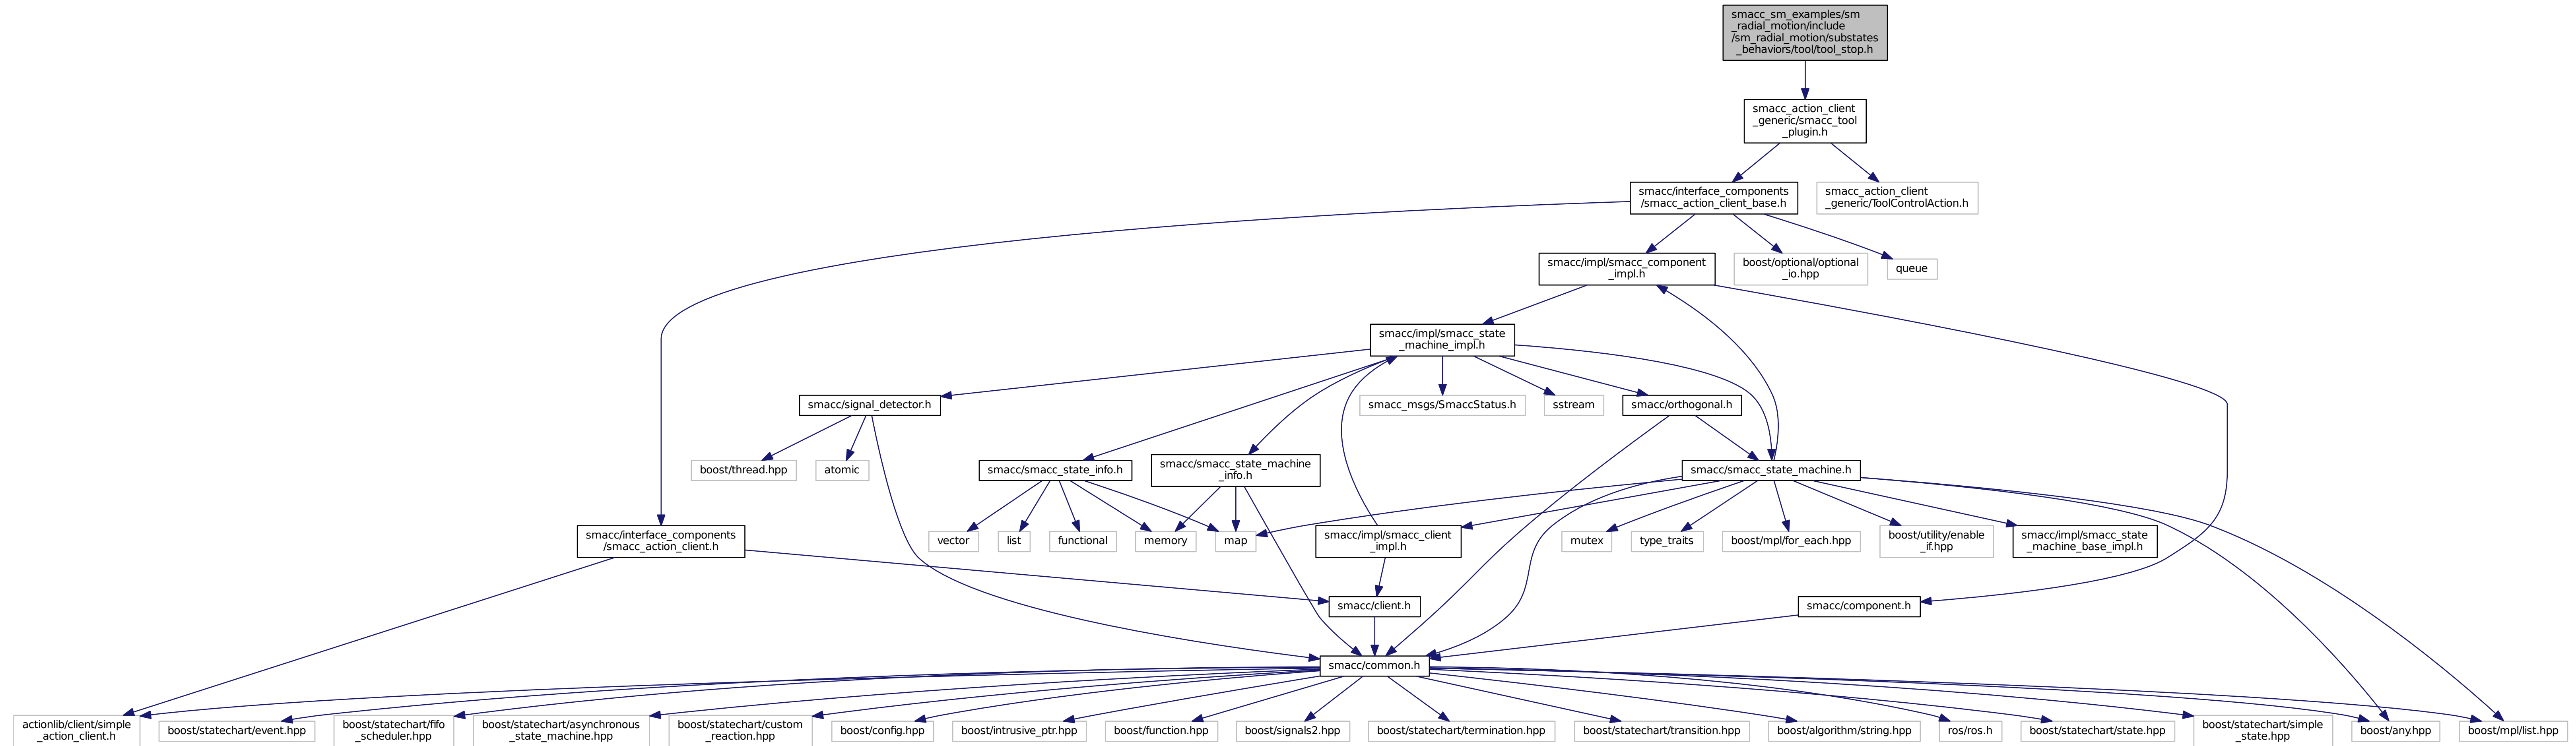 smacc_sm_examples/sm
_radial_motion/include
/sm_radial_motion/substates
_behaviors/tool/tool_stop.h
smacc_action_client
_generic/smacc_tool
_plugin.h
smacc/interface_components
/smacc_action_client_base.h
smacc_action_client
_generic/ToolControlAction.h
smacc/impl/smacc_component
_impl.h
boost/optional/optional
_io.hpp
queue
smacc/impl/smacc_state
_machine_impl.h
smacc/signal_detector.h
smacc_msgs/SmaccStatus.h
sstream
smacc/orthogonal.h
boost/thread.hpp
atomic
smacc/smacc_state_info.h
smacc/smacc_state_machine
_info.h
smacc/smacc_state_machine.h
smacc/interface_components
/smacc_action_client.h
vector
list
functional
memory
map
smacc/impl/smacc_client
_impl.h
mutex
type_traits
boost/mpl/for_each.hpp
boost/utility/enable
_if.hpp
smacc/impl/smacc_state
_machine_base_impl.h
smacc/client.h
smacc/component.h
smacc/common.h
actionlib/client/simple
_action_client.h
boost/statechart/event.hpp
boost/statechart/fifo
_scheduler.hpp
boost/statechart/asynchronous
_state_machine.hpp
boost/statechart/custom
_reaction.hpp
boost/config.hpp
boost/intrusive_ptr.hpp
boost/function.hpp
boost/signals2.hpp
boost/statechart/termination.hpp
boost/statechart/transition.hpp
boost/algorithm/string.hpp
ros/ros.h
boost/statechart/state.hpp
boost/statechart/simple
_state.hpp
boost/any.hpp
boost/mpl/list.hpp